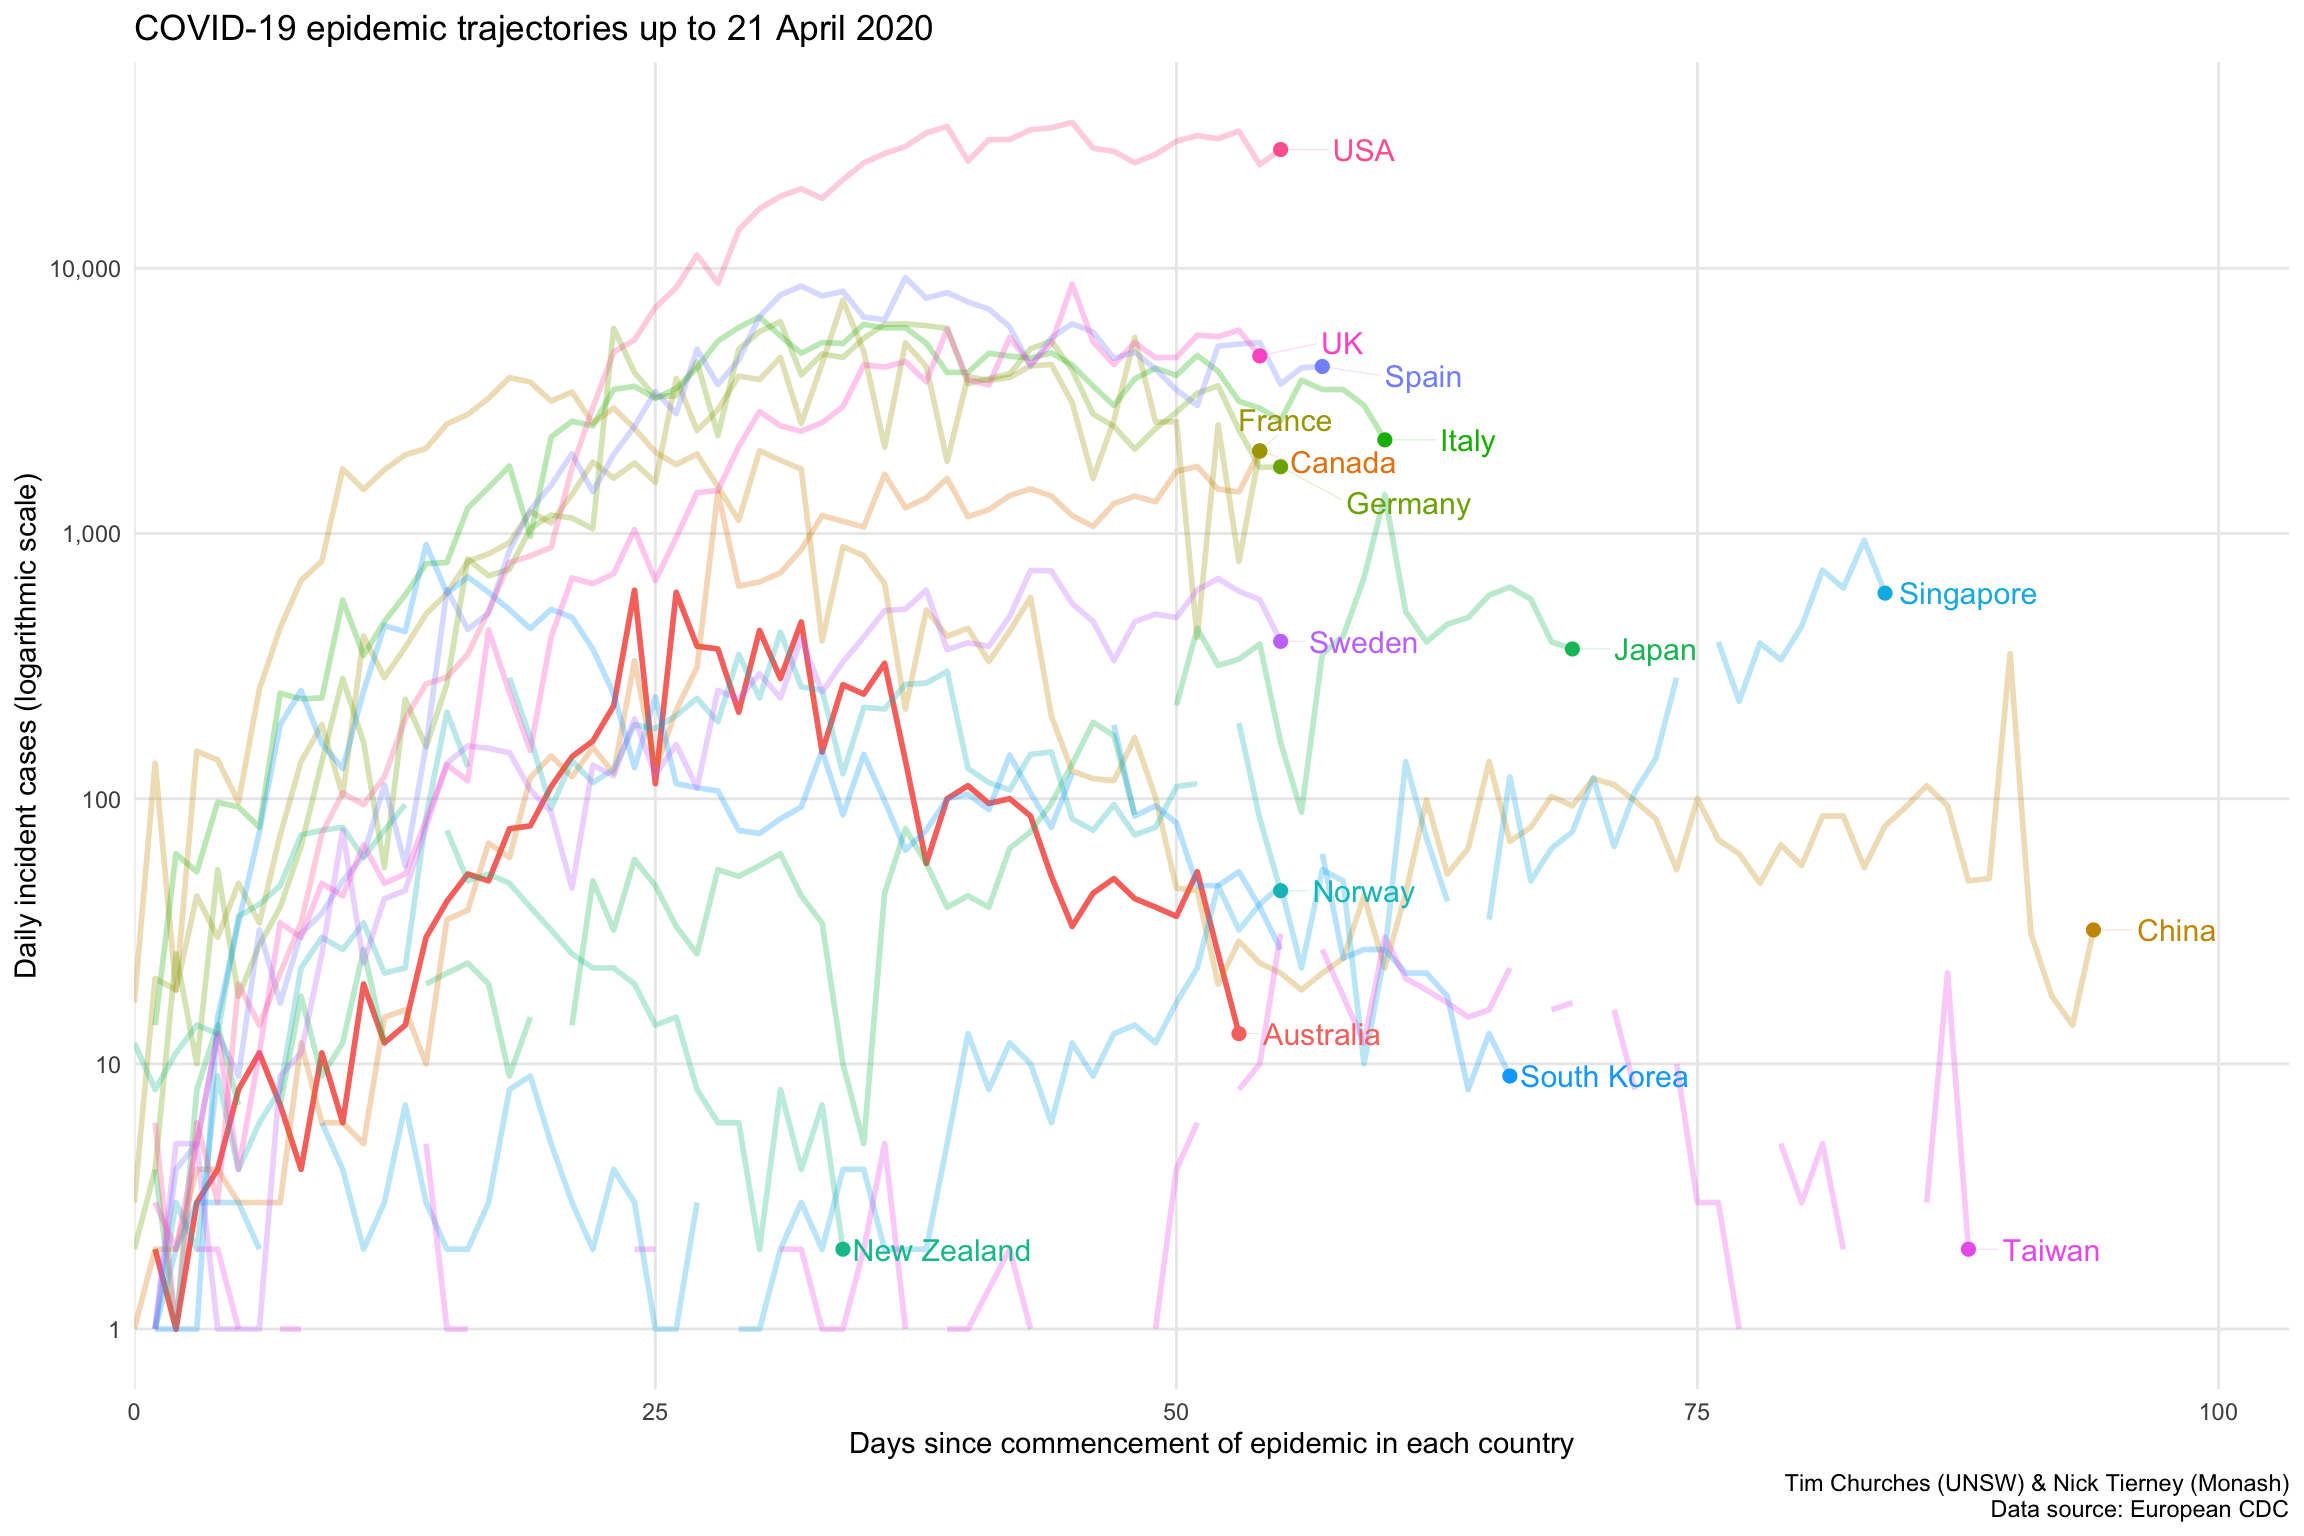 COVID-19 epidemic trajectories up to 21 April 2020
Daily incident cases (logarithmic scale)
10,000
1,000
100
10
1
USA
UK
Spain
France
Italy
Canada
Germany
Singapore
Sweden
Japan
Norway
China
Australia
South Korea
New Zealand
Taiwan
0
25
50
75
100
Days since commencement of epidemic in each country
Tim Churches (UNSW) & Nick Tierney (Monash)
Data source: European CDC